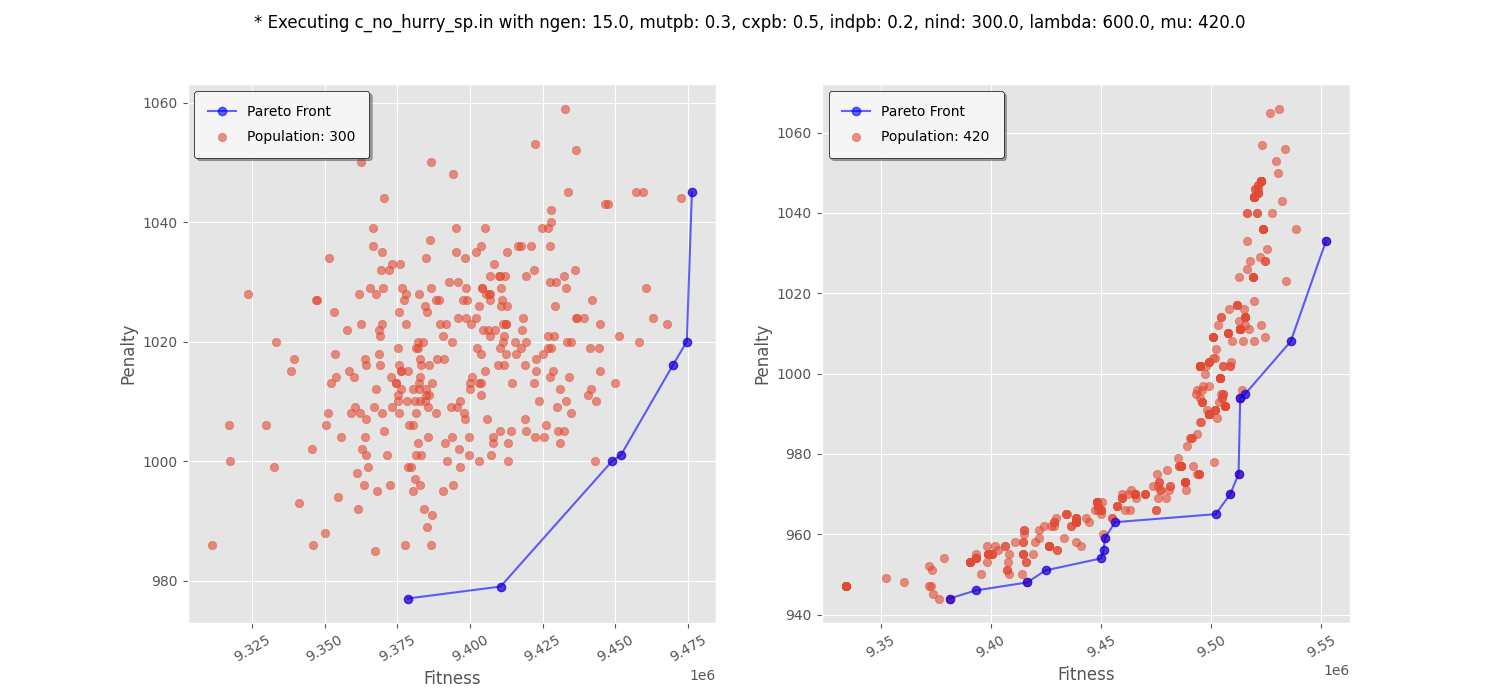 * Executing c_no_hurry_sp.in with ngen: 15.0, mutpb: 0.3, cxpb: 0.5, indpb: 0.2, nind: 300.0, lambda: 600.0, mu: 420.0
Pareto Front
Population: 300
1060
1040
1020
1000
980
Penalty
9.325
9.350
9.375
9.400
9.425
9.450
9.475
1e6
Fitness
Pareto Front
Population: 420
1060
1040
1020
1000
980
960
940
Penalty
9.35
9.40
9.45
9.50
9.55
1e6
Fitness